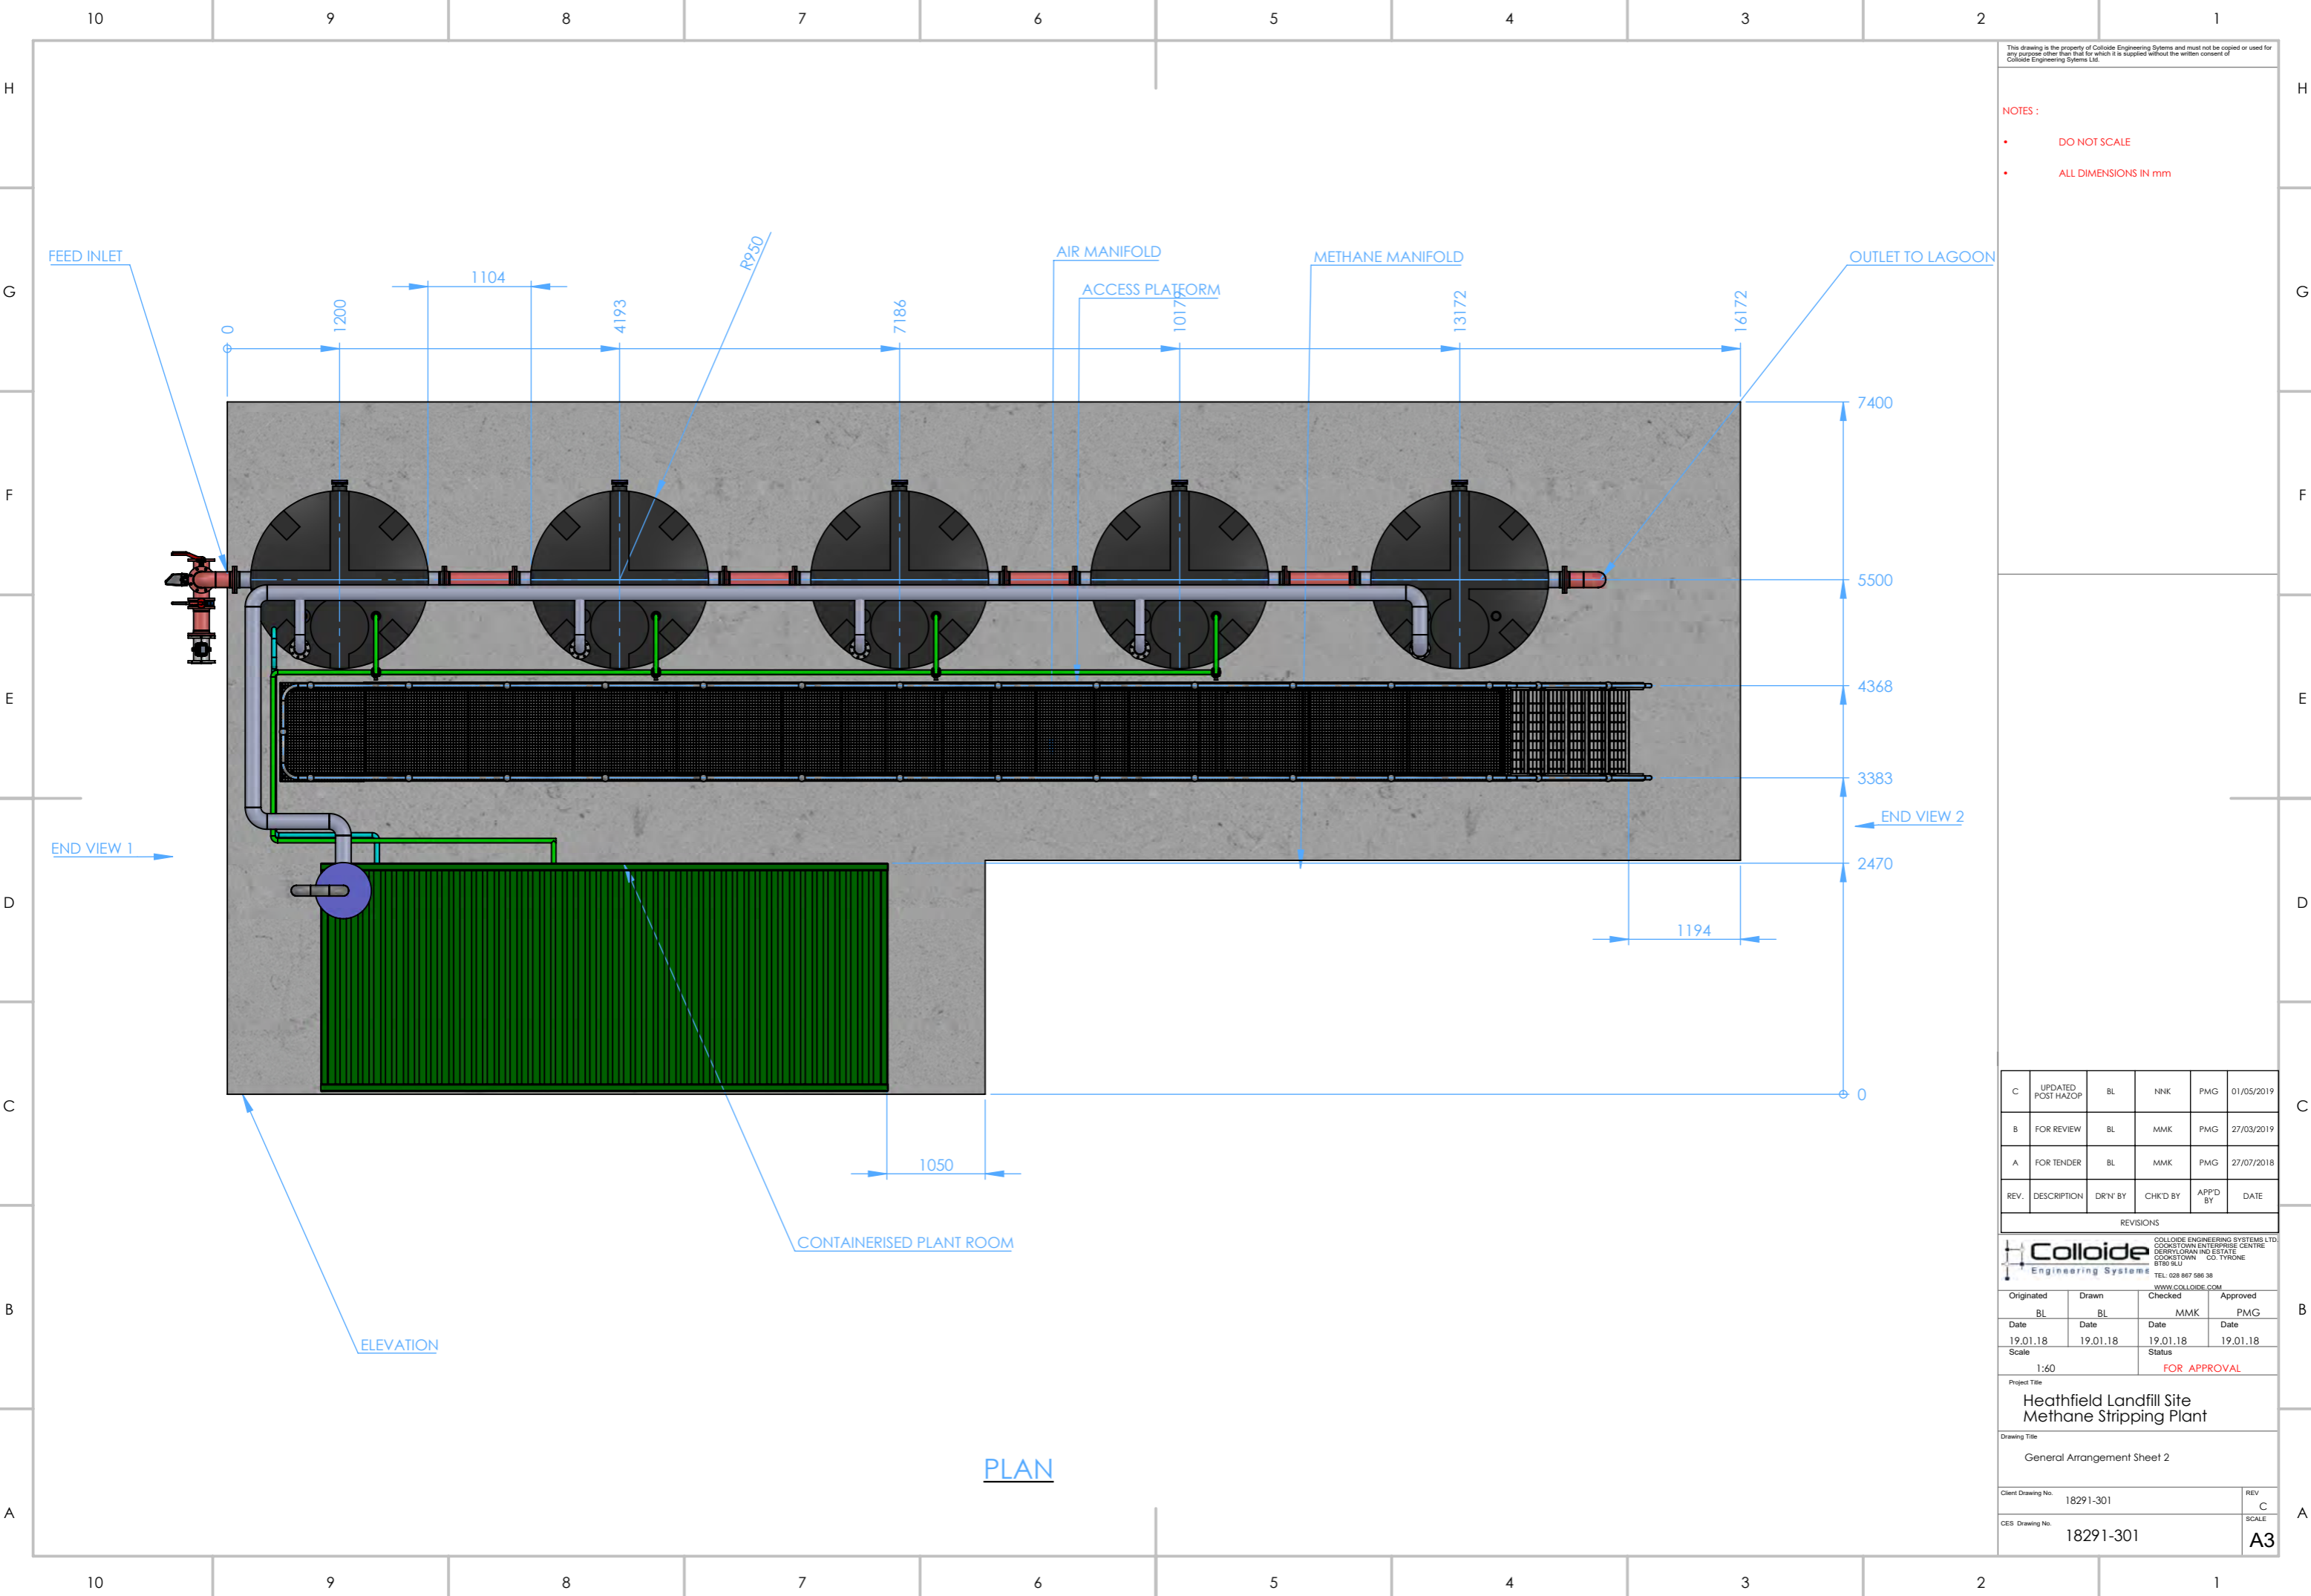 10 9 8 7 6 5 4 3 2 1
H
G
F
E
D
C
B
A
H
G
F
E
D
C
B
A
This drawing is the property of Colloide Engineering Sytems and must not be copied or used for
any purpose other than that for which it is supplied without the written consent of
Colloide Engineering Sytems Ltd.
NOTES :
• DO NOT SCALE
• ALL DIMENSIONS IN mm
FEED INLET
1104
R950
AIR MANIFOLD
ACCESS PLATFORM
METHANE MANIFOLD
OUTLET TO LAGOON
0
1200
4193
7186
10179
13172
16172
7400
5500
4368
3383
2470
0
END VIEW 1
END VIEW 2
1194
1050
CONTAINERISED PLANT ROOM
ELEVATION
PLAN
C UPDATED POST HAZOP BL NNK PMG 01/05/2019
B FOR REVIEW BL MMK PMG 27/03/2019
A FOR TENDER BL MMK PMG 27/07/2018
REV. DESCRIPTION DR'N' BY CHK'D BY APP'D BY DATE
REVISIONS
Colloide
Engineering Systems
COLLOIDE ENGINEERING SYSTEMS LTD.
COOKSTOWN ENTERPRISE CENTRE
DERRYLORAN IND ESTATE
COOKSTOWN CO. TYRONE
BT80 9LU
TEL: 028 867 586 38
WWW.COLLOIDE.COM
Originated Drawn Checked Approved
BL BL MMK PMG
Date Date Date Date
19.01.18 19.01.18 19.01.18 19.01.18
Scale Status
1:60 FOR APPROVAL
Project Title
Heathfield Landfill Site
Methane Stripping Plant
Drawing Title
General Arrangement Sheet 2
Client Drawing No. REV
18291-301 C
CES Drawing No. SCALE
18291-301 A3
10 9 8 7 6 5 4 3 2 1